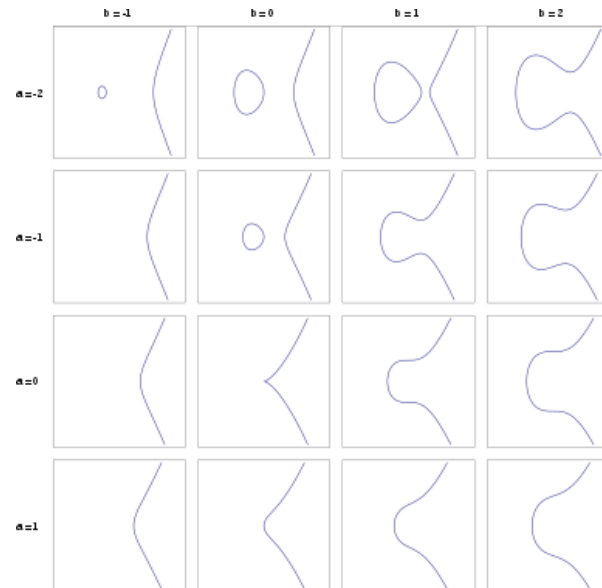 b = -1 b = 0 b = 1 b = 2
a = -2
a = -1
a = 0
a = 1